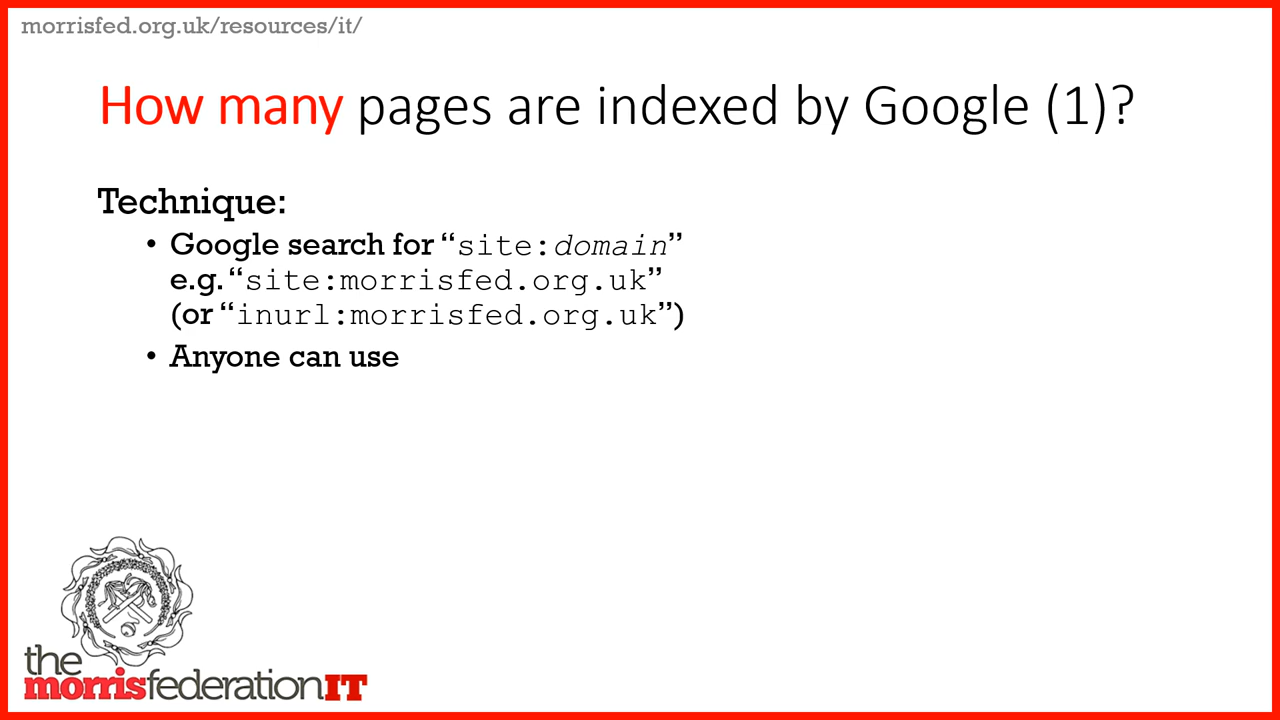 morrisfed.org.uk/resources/it/
How many pages are indexed by Google (1)?
Technique:
• Google search for “site:domain”
e.g. “site:morrisfed.org.uk”
(or “inurl:morrisfed.org.uk”)
• Anyone can use
the
morrisfederationIT